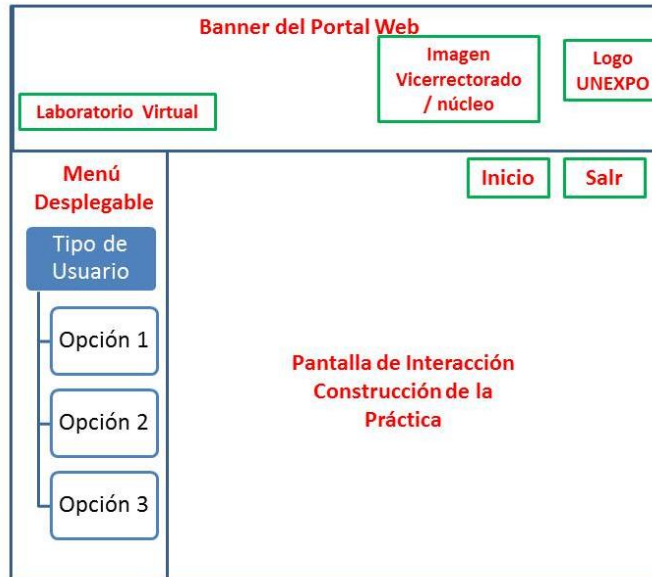 Banner del Portal Web
Imagen
Vicerrectorado
/ núcleo
Logo
UNEXPO
Laboratorio Virtual
Menú
Desplegable
Inicio
Salr
Tipo de
Usuario
Opción 1
Opción 2
Opción 3
Pantalla de Interacción
Construcción de la
Práctica